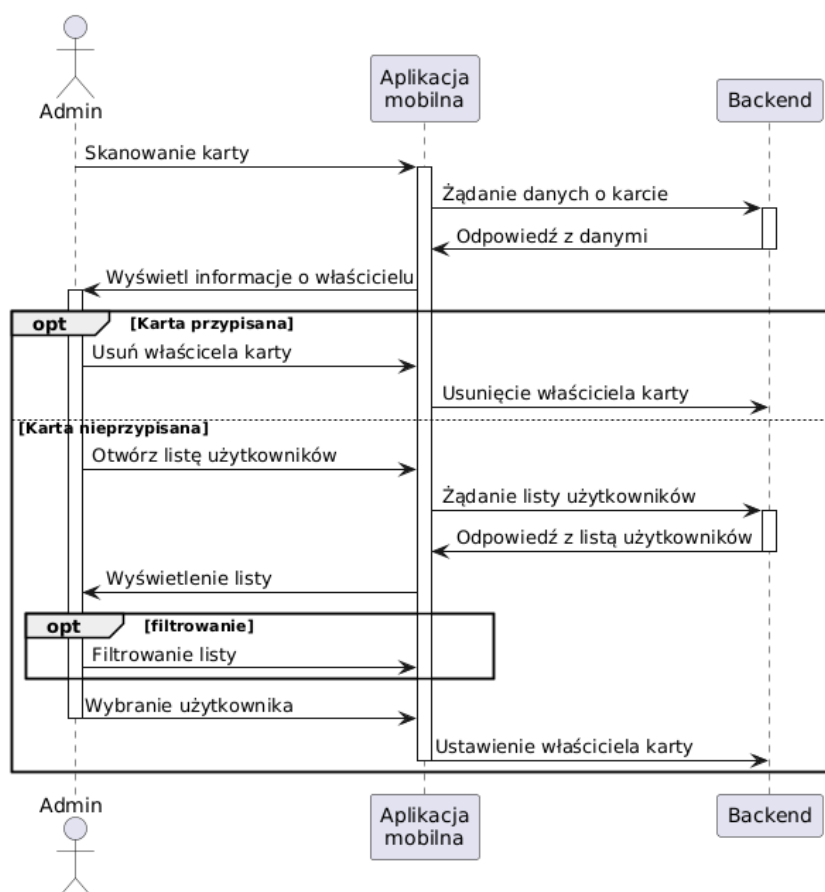 Admin
Aplikacja
mobilna
Backend
Skanowanie karty
Żądanie danych o karcie
Odpowiedź z danymi
Wyświetl informacje o właścicielu
opt [Karta przypisana]
Usuń właścicela karty
Usunięcie właściciela karty
[Karta nieprzypisana]
Otwórz listę użytkowników
Żądanie listy użytkowników
Odpowiedź z listą użytkowników
Wyświetlenie listy
opt [filtrowanie]
Filtrowanie listy
Wybranie użytkownika
Ustawienie właściciela karty
Admin
Aplikacja
mobilna
Backend